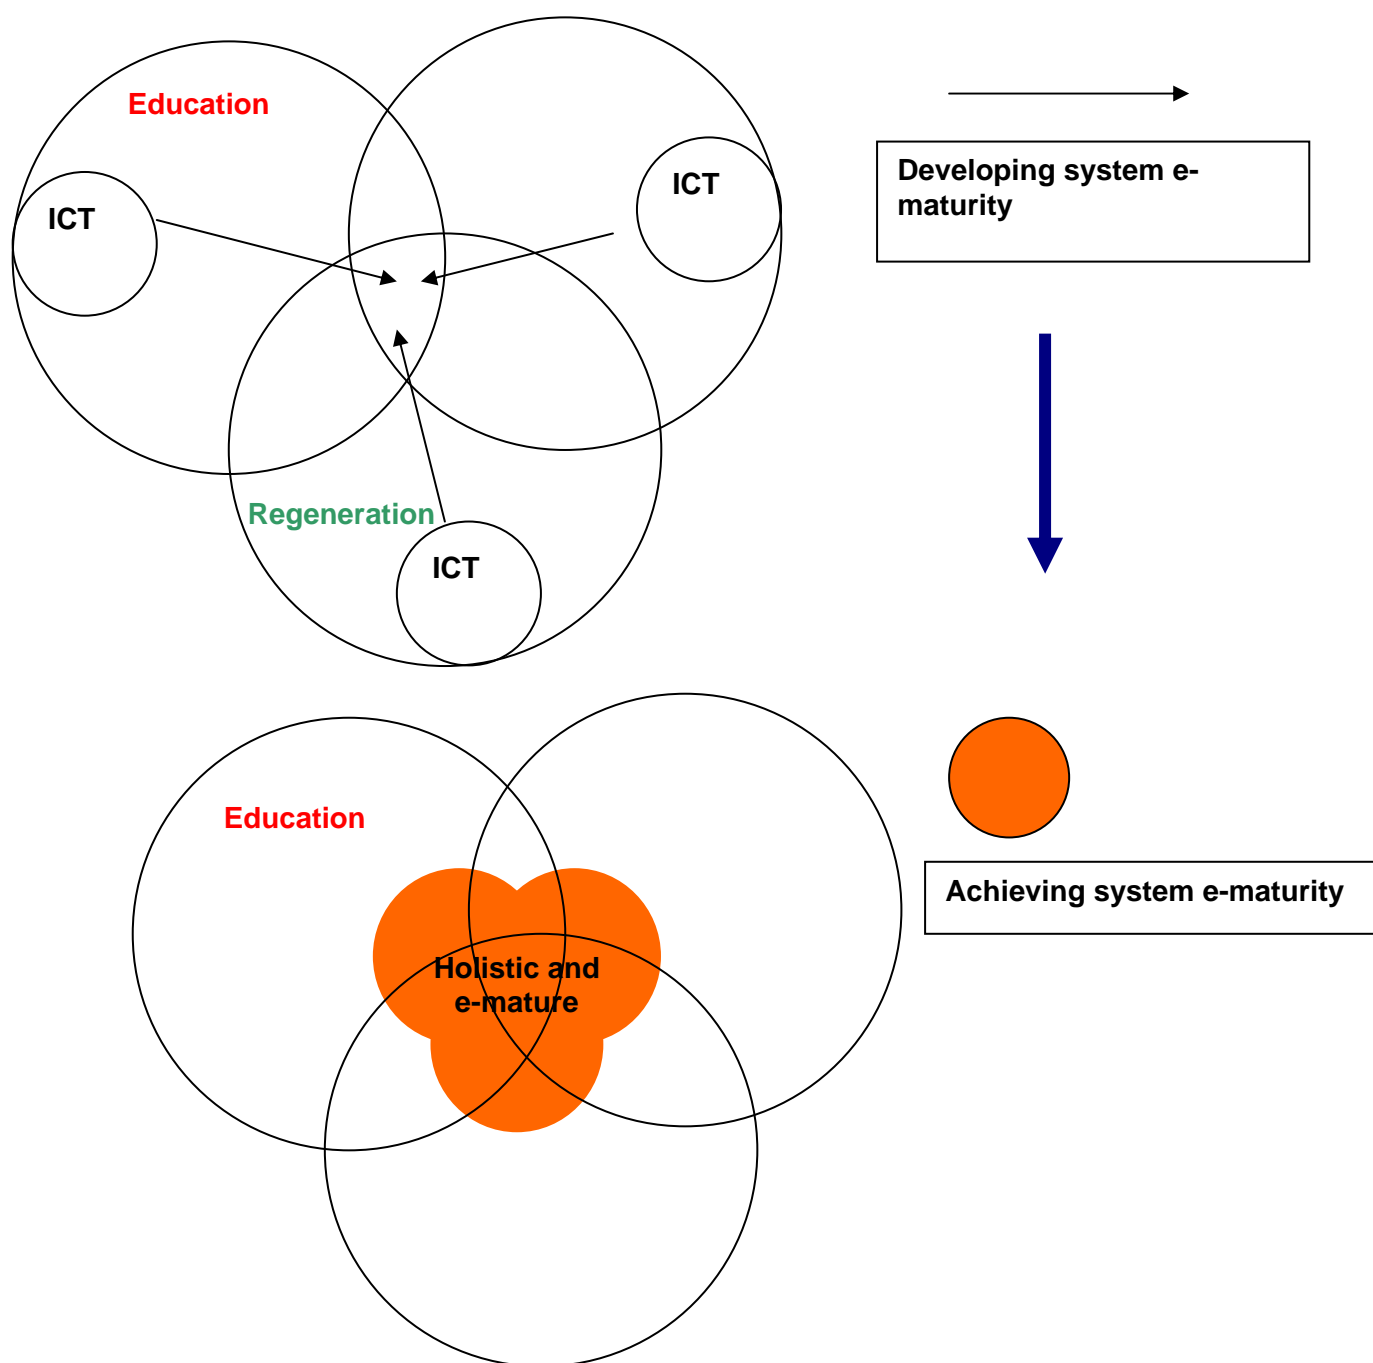 Education
ICT
ICT
Developing system e-
maturity
Regeneration
ICT
Education
Achieving system e-maturity
Holistic and
e-mature